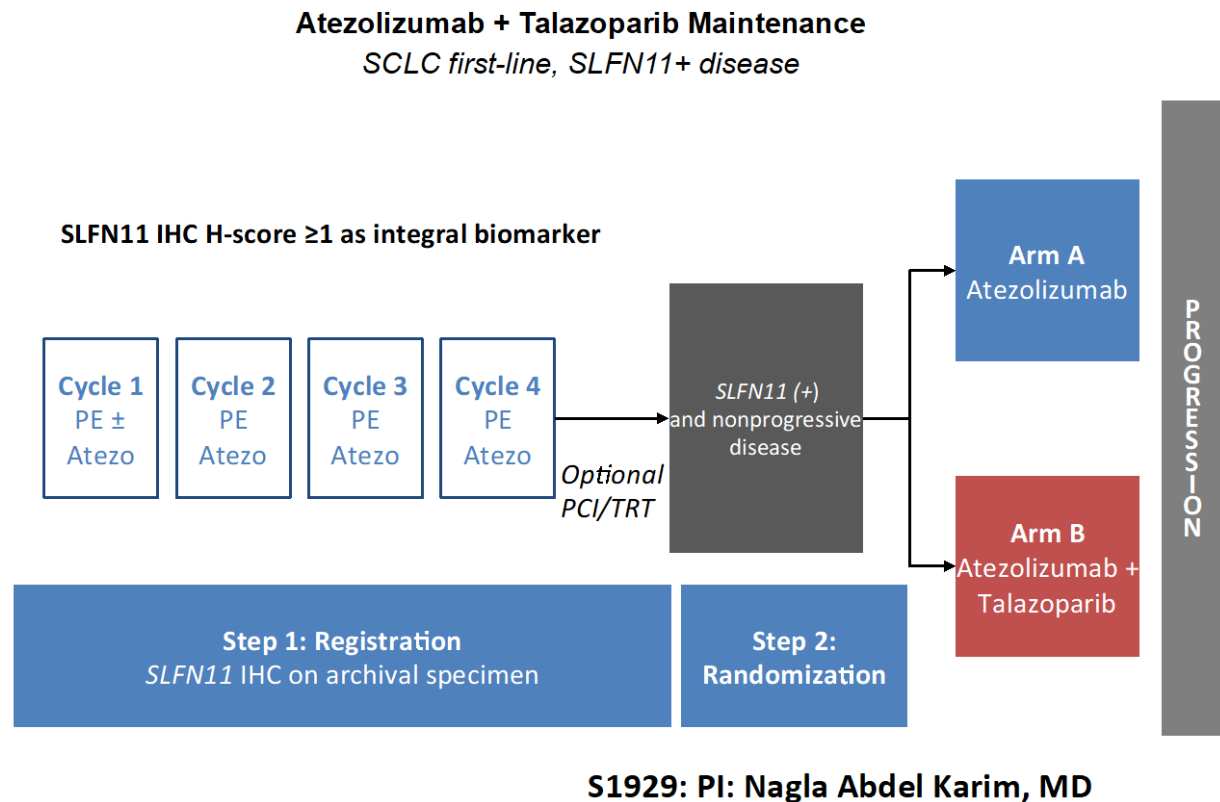 Atezolizumab + Talazoparib Maintenance
SCLC first-line, SLFN11+ disease
SLFN11 IHC H-score ≥1 as integral biomarker
Cycle 1
PE ±
Atezo
Cycle 2
PE
Atezo
Cycle 3
PE
Atezo
Cycle 4
PE
Atezo
Optional
PCI/TRT
SLFN11 (+)
and nonprogressive
disease
Arm A
Atezolizumab
Arm B
Atezolizumab +
Talazoparib
PROGRESSION
Step 1: Registration
SLFN11 IHC on archival specimen
Step 2:
Randomization
S1929: PI: Nagla Abdel Karim, MD